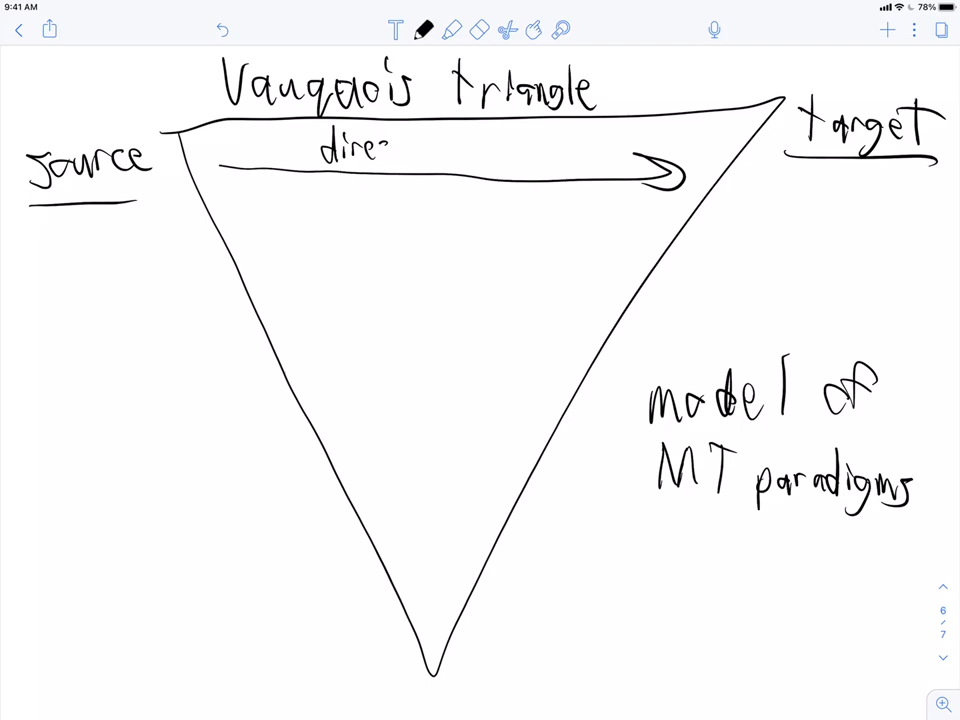 9:41 AM
78%
Vauquois triangle
source
target
dire
model of
MT paradigms
6
/
7